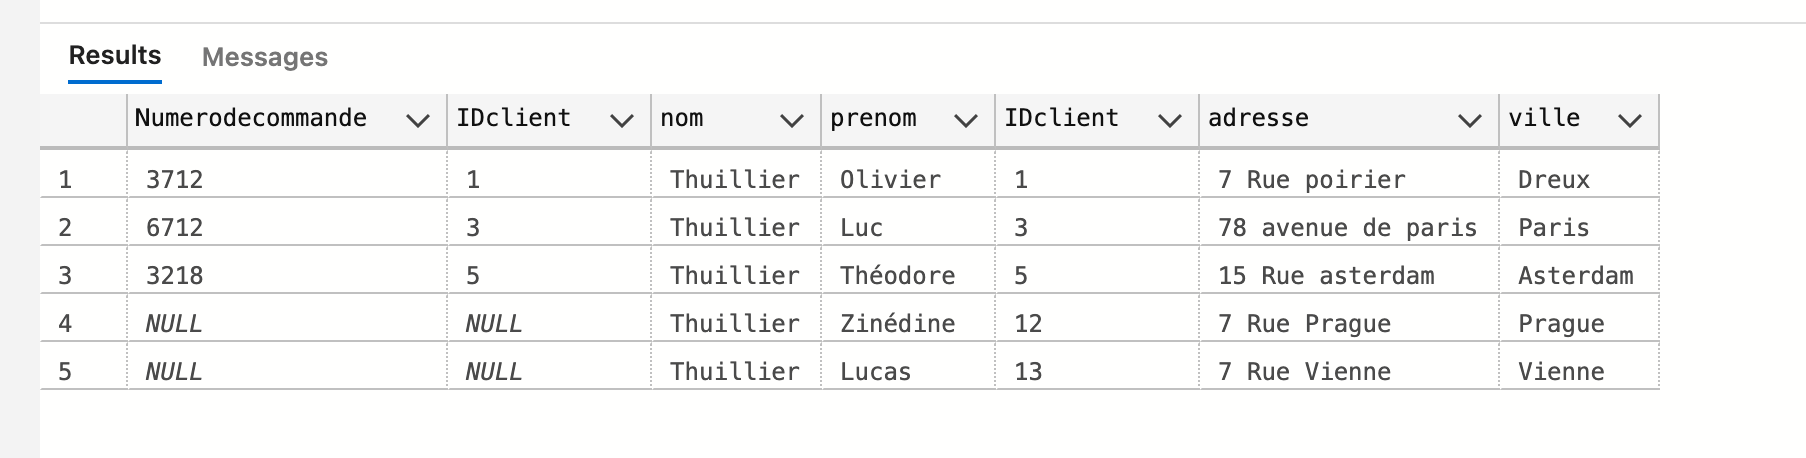 Results Messages
Numerodecommande IDclient nom prenom IDclient adresse ville
1 3712 1 Thuillier Olivier 1 7 Rue poirier Dreux
2 6712 3 Thuillier Luc 3 78 avenue de paris Paris
3 3218 5 Thuillier Théodore 5 15 Rue asterdam Asterdam
4 NULL NULL Thuillier Zinédine 12 7 Rue Prague Prague
5 NULL NULL Thuillier Lucas 13 7 Rue Vienne Vienne